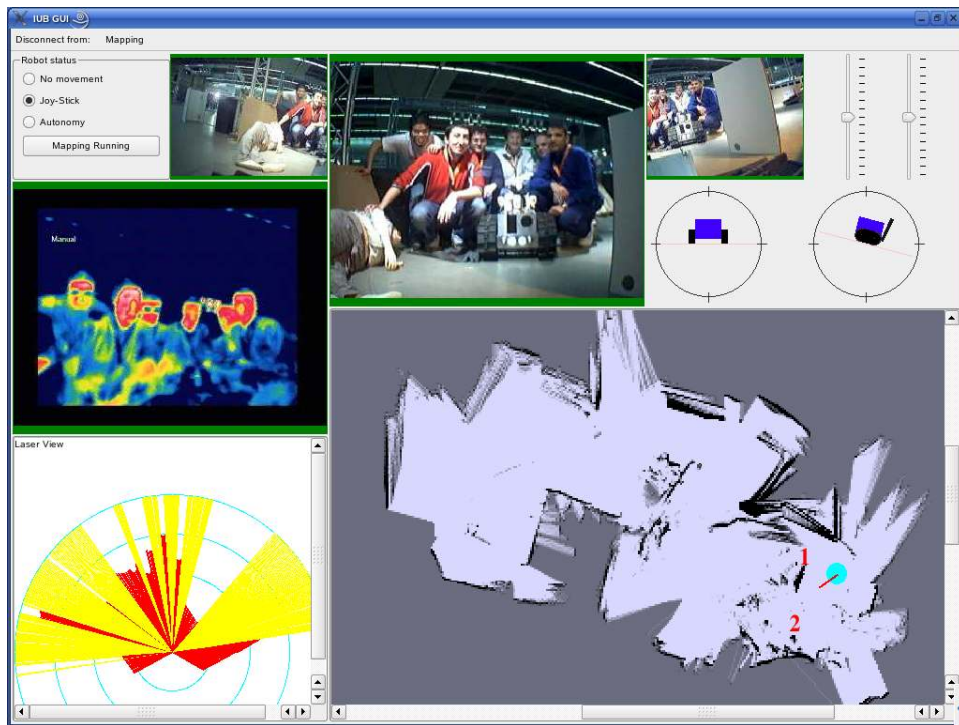 IUB GUI
Disconnect from: Mapping
Robot status
No movement
Joy-Stick
Autonomy
Mapping Running
Manual
Laser View
1
2